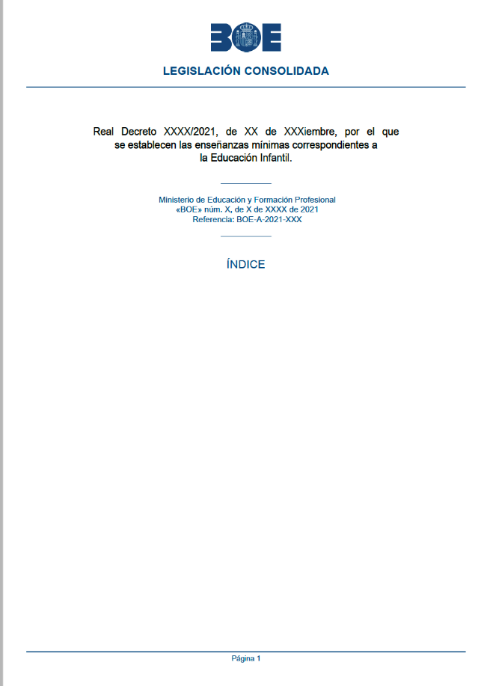 BOE
LEGISLACIÓN CONSOLIDADA
Real Decreto XXXX/2021, de XX de XXXiembre, por el que
se establecen las enseñanzas mínimas correspondientes a
la Educación Infantil.
Ministerio de Educación y Formación Profesional
«BOE» núm. X, de X de XXXX de 2021
Referencia: BOE-A-2021-XXX
ÍNDICE
Página 1